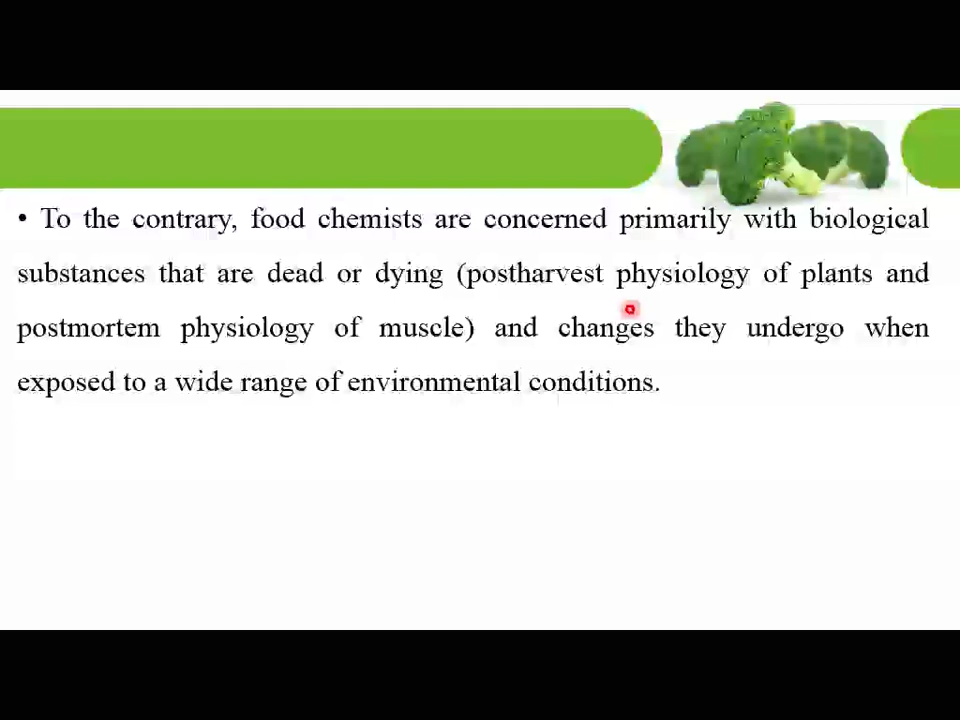 • To the contrary, food chemists are concerned primarily with biological
substances that are dead or dying (postharvest physiology of plants and
postmortem physiology of muscle) and changes they undergo when
exposed to a wide range of environmental conditions.